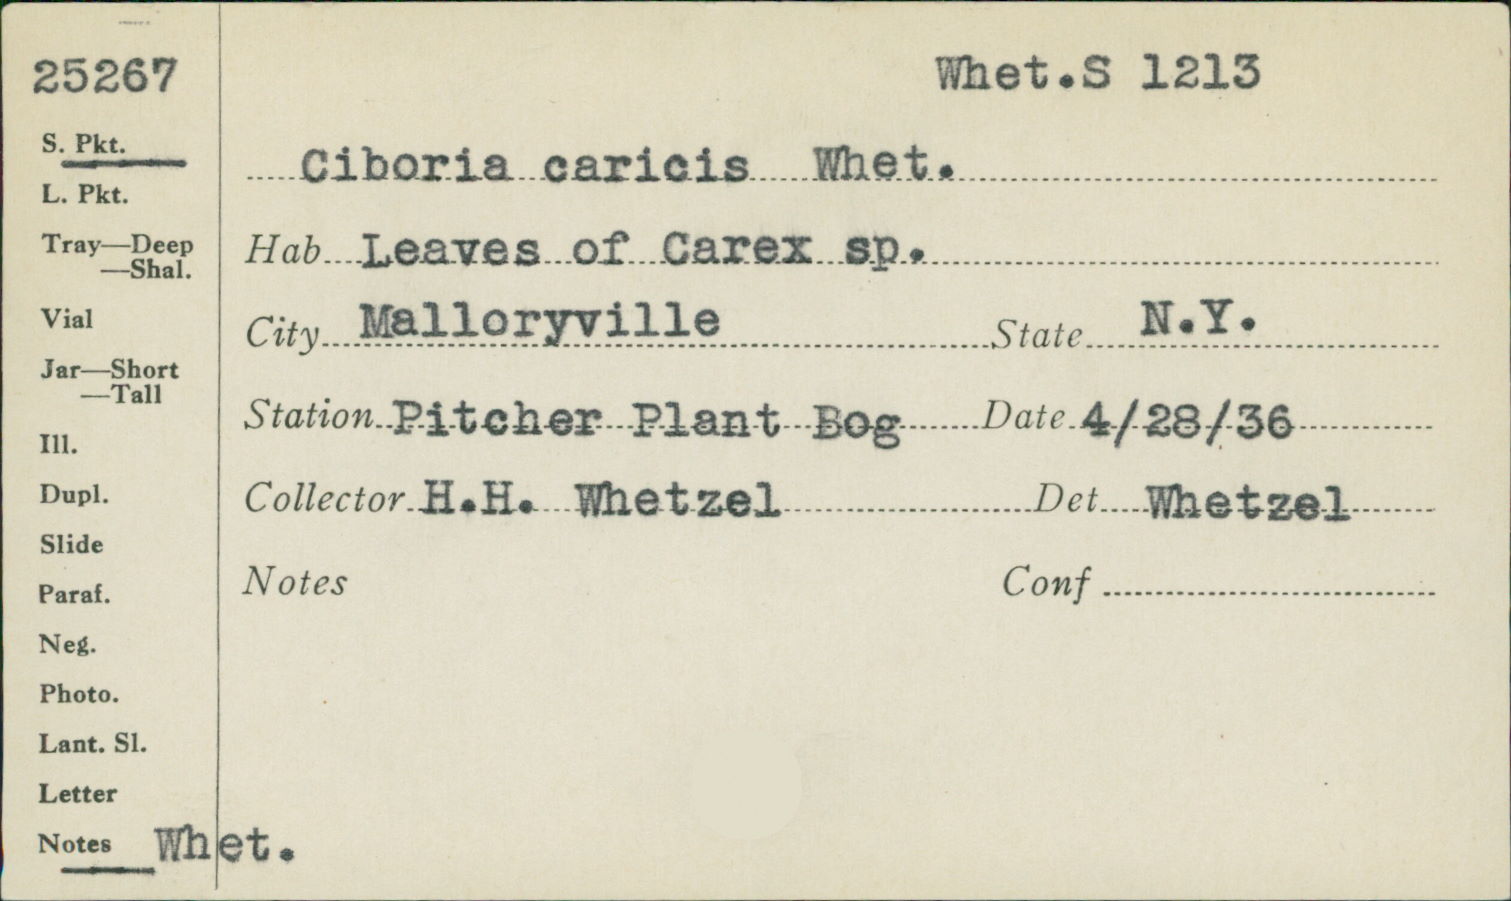 25267
Whet.S 1213
S. Pkt.
Ciboria caricis Whet.
L. Pkt.
Hab Leaves of Carex sp.
Tray—Deep
—Shal.
Vial
City Malloryville State N.Y.
Jar—Short
—Tall
Station Pitcher Plant Bog Date 4/28/36
Ill.
Dupl.
Collector H.H. Whetzel Det Whetzel
Slide
Paraf.
Notes Conf
Neg.
Photo.
Lant. Sl.
Letter
Notes Whet.